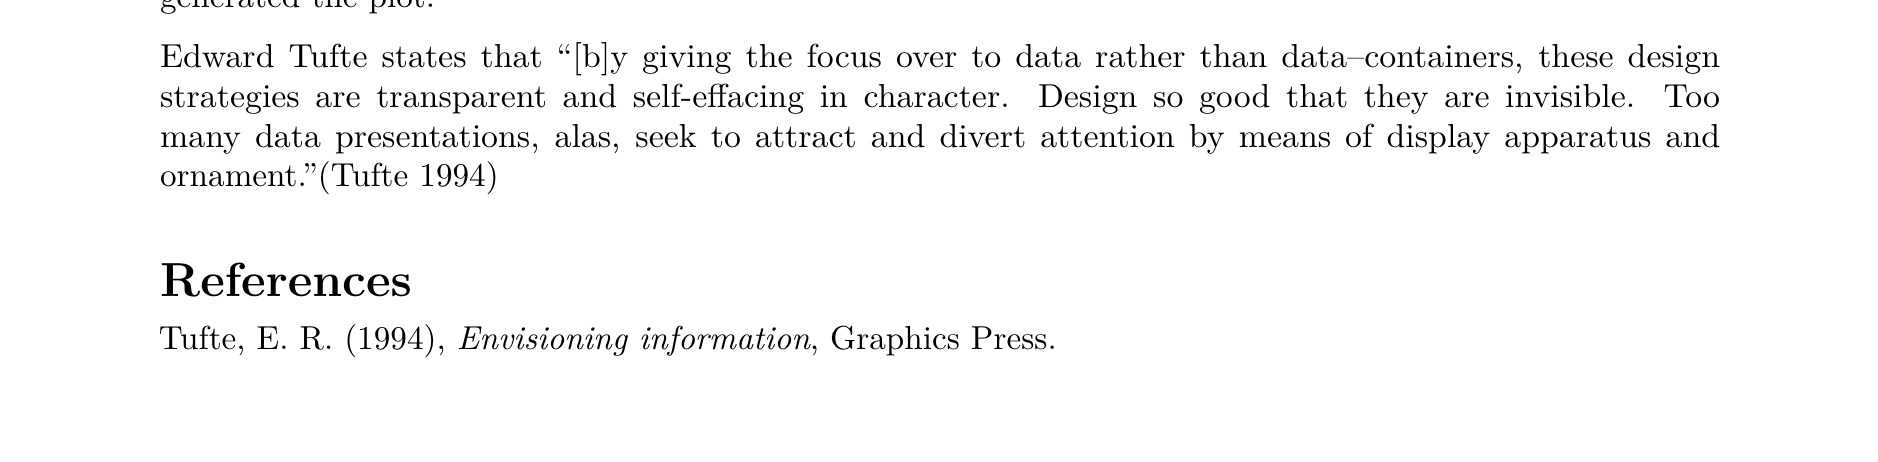 generated the plot.
Edward Tufte states that “[b]y giving the focus over to data rather than data–containers, these design
strategies are transparent and self-effacing in character. Design so good that they are invisible. Too
many data presentations, alas, seek to attract and divert attention by means of display apparatus and
ornament.”(Tufte 1994)
References
Tufte, E. R. (1994), Envisioning information, Graphics Press.